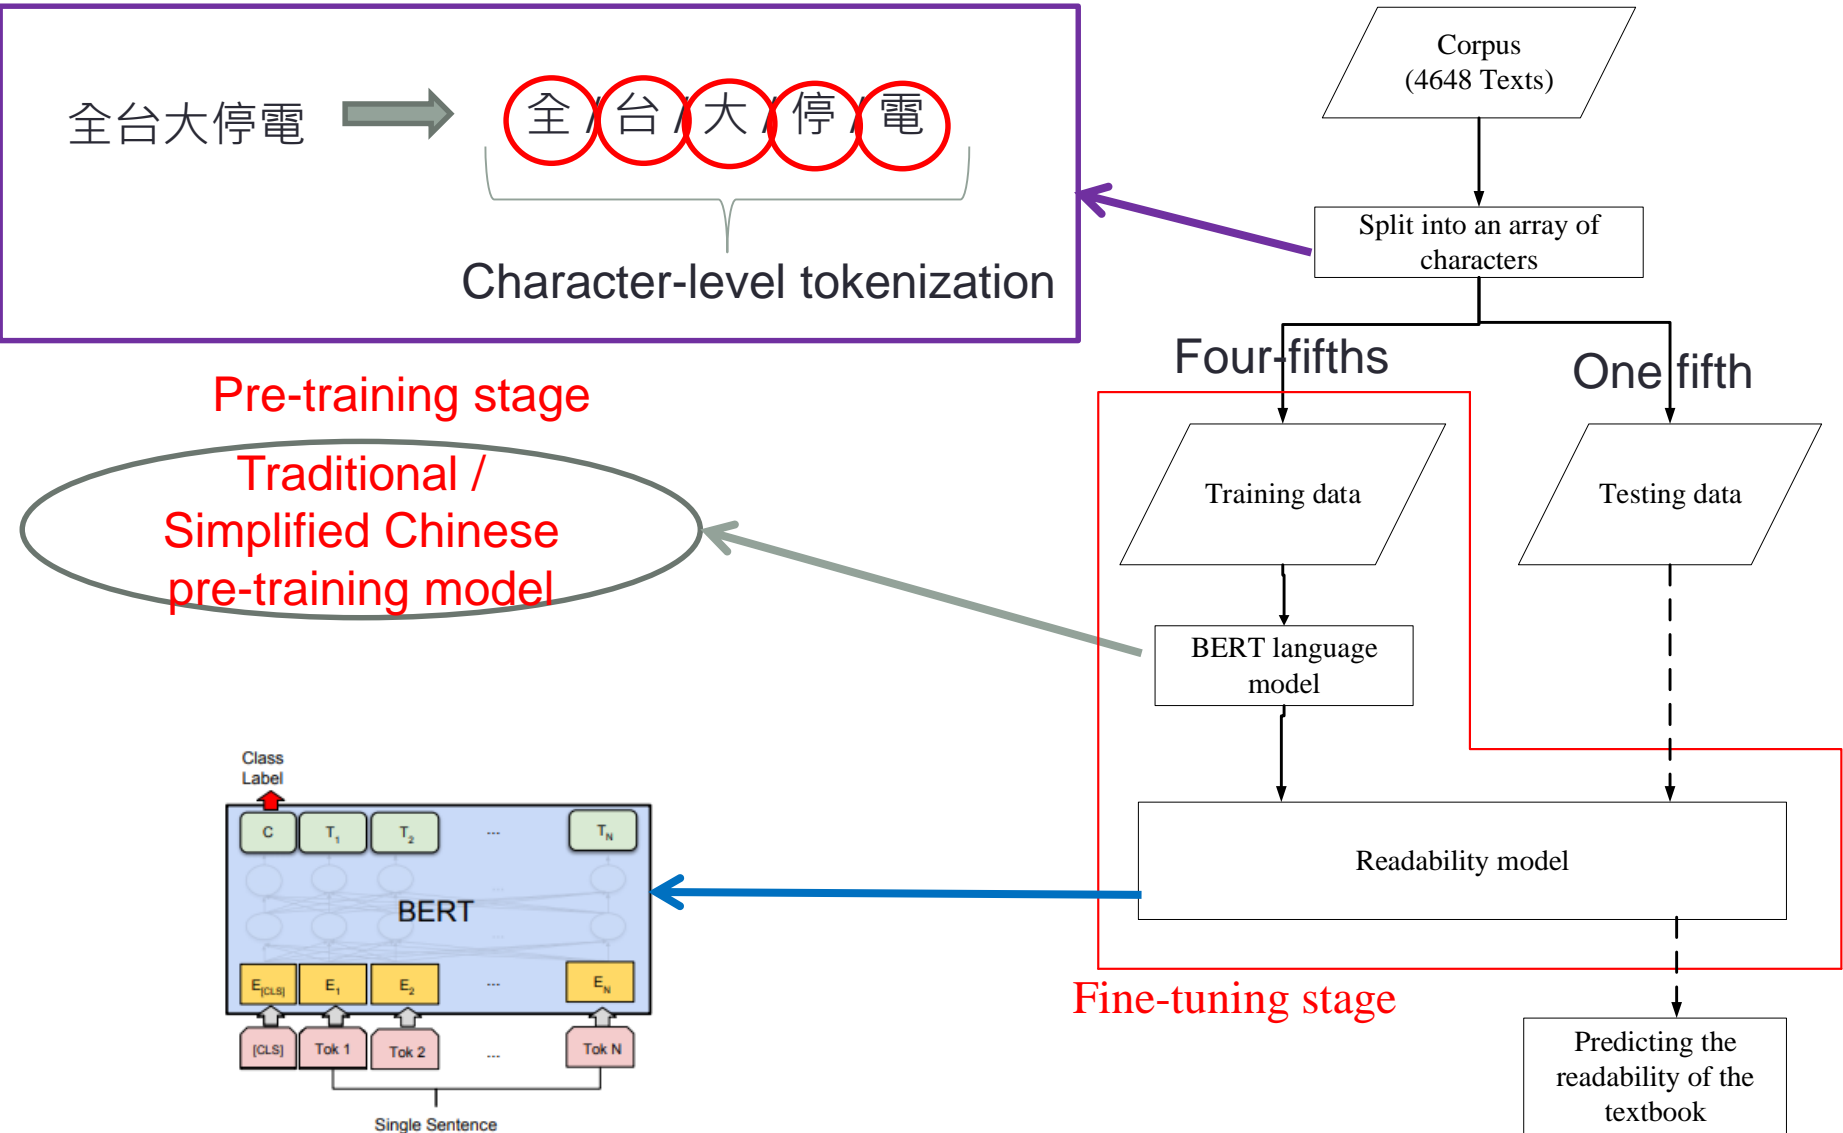 全台大停電
全/台/大/停/電
Character-level tokenization
Corpus
(4648 Texts)
Split into an array of
characters
Four-fifths
One fifth
Training data
Testing data
BERT language
model
Readability model
Fine-tuning stage
Predicting the
readability of the
textbook
Pre-training stage
Traditional /
Simplified Chinese
pre-training model
Class
Label
C T1 T2 ... TN
...
BERT
...
E[CLS] E1 E2 ... EN
[CLS] Tok 1 Tok 2 ... Tok N
Single Sentence